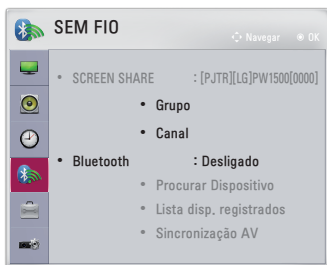 SEM FIO
Navegar OK
• SCREEN SHARE : [PJTR][LG]PW1500[0000]
• Grupo
• Canal
• Bluetooth : Desligado
• Procurar Dispositivo
• Lista disp. registrados
• Sincronização AV